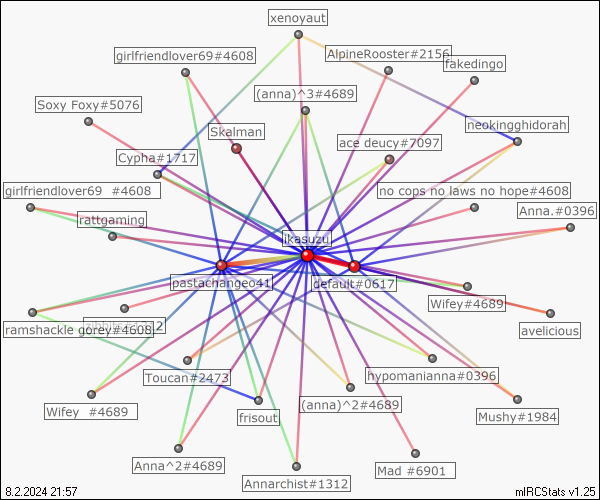 xenoyaut
girlfriendlover69#4608
AlpineRooster#2156
fakedingo
(anna)^3#4689
Soxy Foxy#5076
neokingghidorah
Skalman
ace deucy#7097
Cypha#1717
girlfriendlover69 #4608
no cops no laws no hope#4608
Anna.#0396
rattgaming
ikasuzu
pastachange041
default#0617
Wifey#4689
ramshackle gorey#4608
avelicious
Toucan#2473
hypomanianna#0396
Wifey #4689
frisout
(anna)^2#4689
Mushy#1984
Anna^2#4689
Mad #6901
Annarchist#1312
8.2.2024 21:57
mIRCStats v1.25